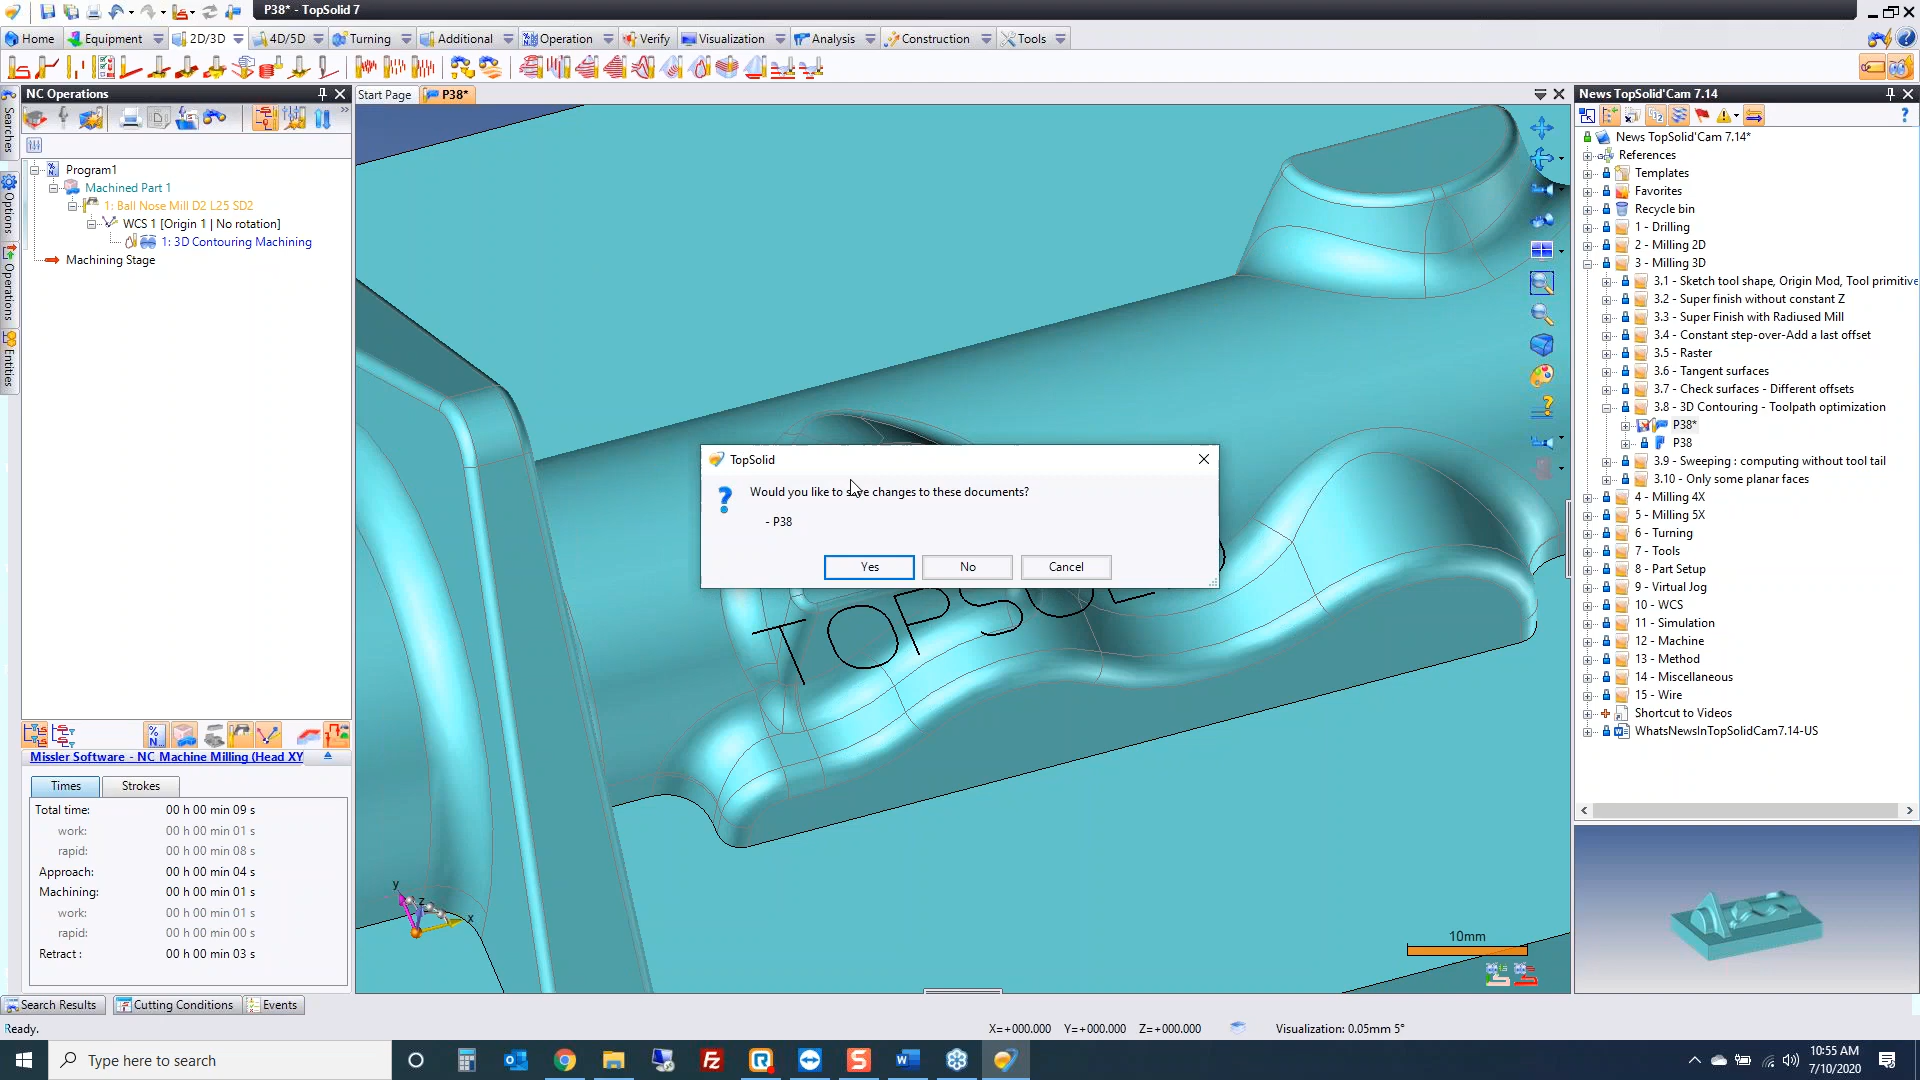 P38* - TopSolid 7
Home
Equipment
2D/3D
4D/5D
Turning
Additional
Operation
Verify
Visualization
Analysis
Construction
Tools
NC Operations
Start Page
P38*
News TopSolid'Cam 7.14
Searches
Options
Operations
Entities
Program1
Machined Part 1
1: Ball Nose Mill D2 L25 SD2
WCS 1 [Origin 1 | No rotation]
1: 3D Contouring Machining
Machining Stage
News TopSolid'Cam 7.14*
References
Templates
Favorites
Recycle bin
1 - Drilling
2 - Milling 2D
3 - Milling 3D
3.1 - Sketch tool shape, Origin Mod, Tool primitive
3.2 - Super finish without constant Z
3.3 - Super Finish with Radiused Mill
3.4 - Constant step-over-Add a last offset
3.5 - Raster
3.6 - Tangent surfaces
3.7 - Check surfaces - Different offsets
3.8 - 3D Contouring - Toolpath optimization
P38*
P38
3.9 - Sweeping : computing without tool tail
3.10 - Only some planar faces
4 - Milling 4X
5 - Milling 5X
6 - Turning
7 - Tools
8 - Part Setup
9 - Virtual Jog
10 - WCS
11 - Simulation
12 - Machine
13 - Method
14 - Miscellaneous
15 - Wire
Shortcut to Videos
WhatsNewsInTopSolidCam7.14-US
TopSolid
Would you like to save changes to these documents?
- P38
Yes
No
Cancel
TOPSOL
Missler Software - NC Machine Milling (Head XY
Times
Strokes
Total time: 00 h 00 min 09 s
work: 00 h 00 min 01 s
rapid: 00 h 00 min 08 s
Approach: 00 h 00 min 04 s
Machining: 00 h 00 min 01 s
work: 00 h 00 min 01 s
rapid: 00 h 00 min 00 s
Retract : 00 h 00 min 03 s
y
z
x
10mm
Search Results
Cutting Conditions
Events
Ready.
X=+000.000 Y=+000.000 Z=+000.000
Visualization: 0.05mm 5°
Type here to search
10:55 AM
7/10/2020